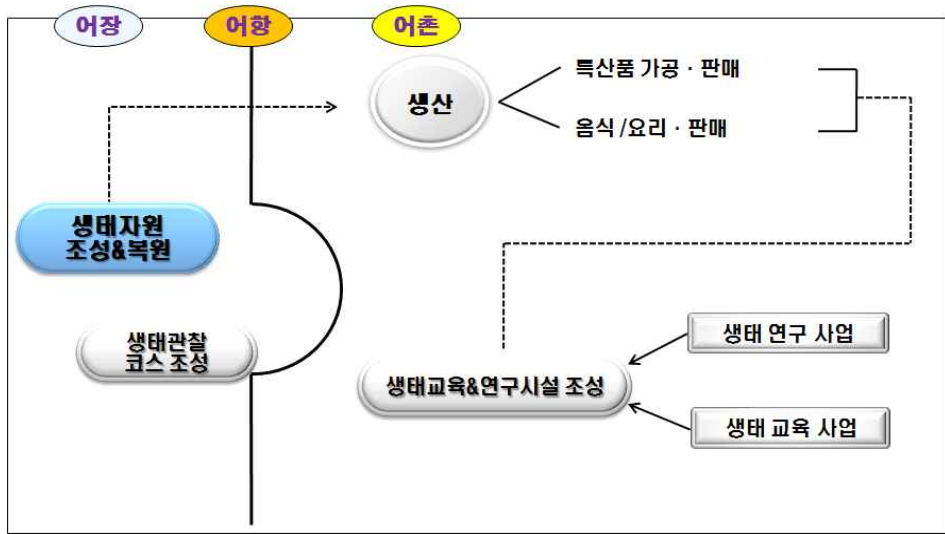 어장
어항
어촌
생산
특산품 가공 · 판매
음식 /요리 · 판매
생태자원
조성&복원
생태관찰
코스 조성
생태교육&연구시설 조성
생태 연구 사업
생태 교육 사업